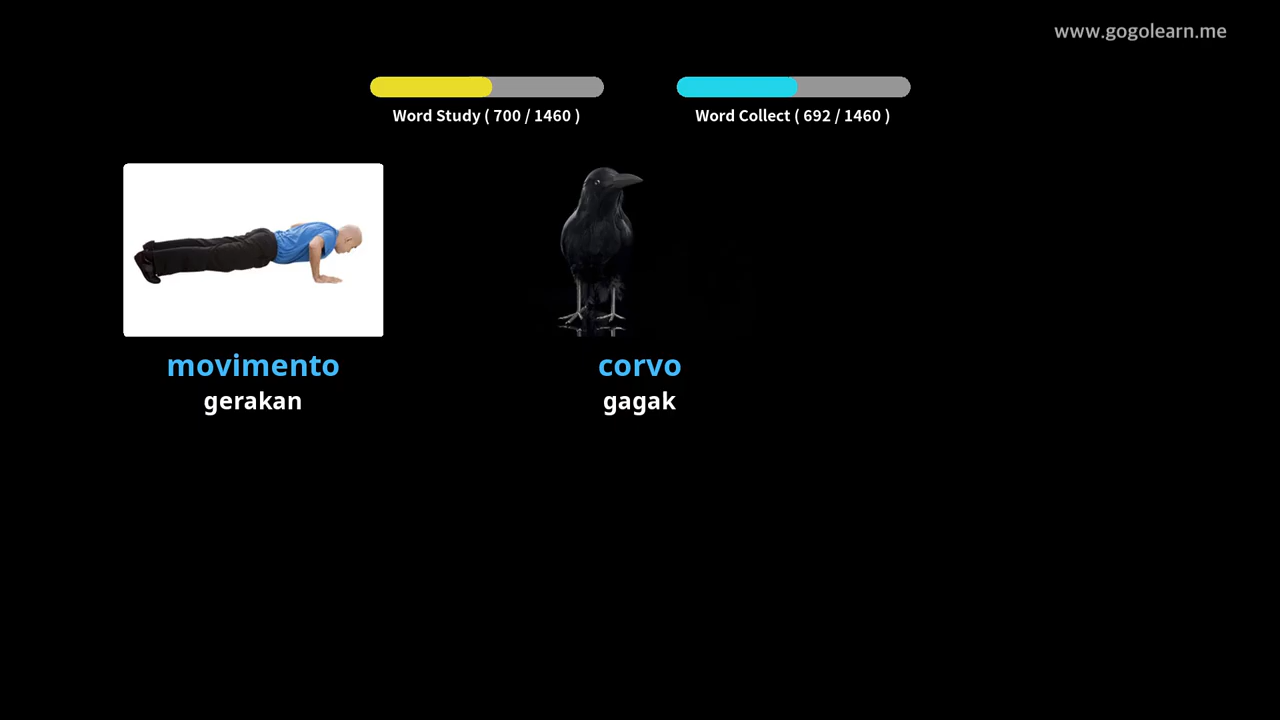 www.gogolearn.me
Word Study ( 700 / 1460 )
Word Collect ( 692 / 1460 )
movimento
gerakan
corvo
gagak